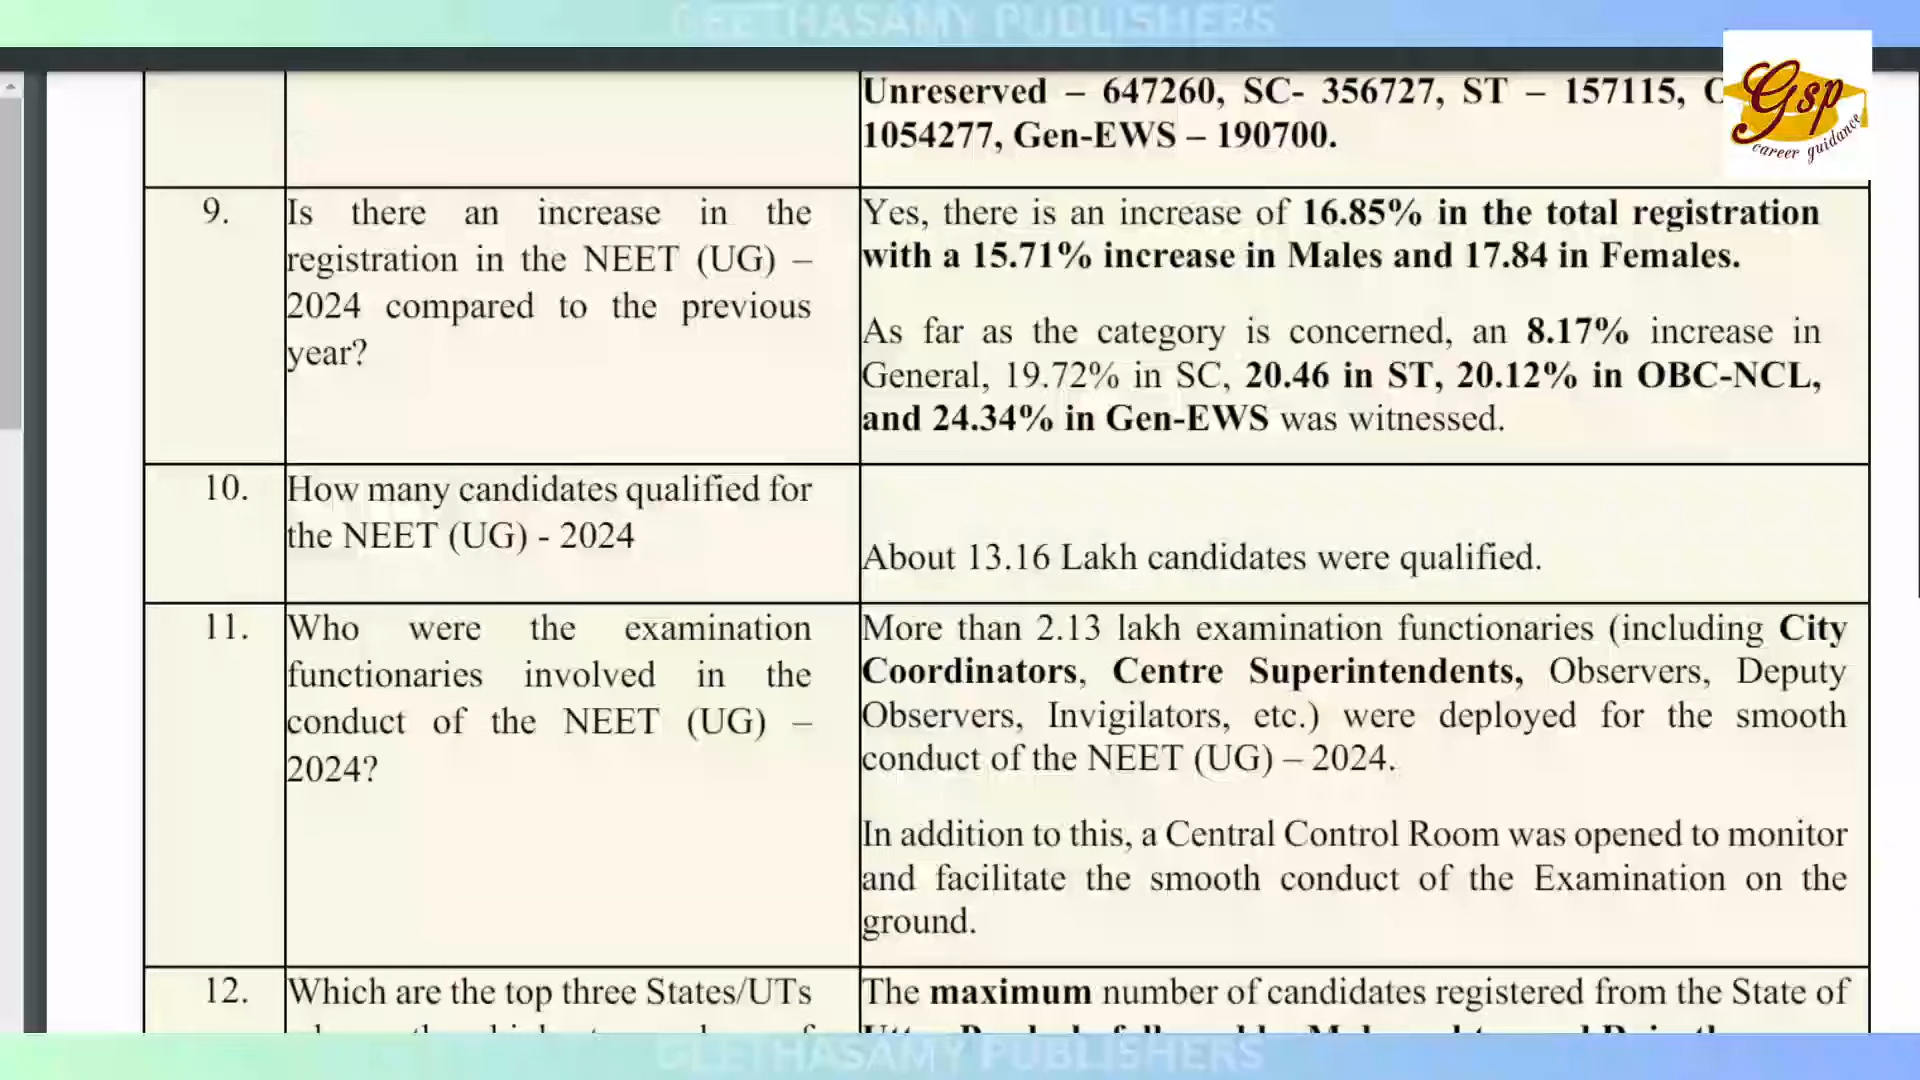 GEETHASAMY PUBLISHERS
Gsp
career guidance
Unreserved – 647260, SC- 356727, ST – 157115,
1054277, Gen-EWS – 190700.
9.
Is there an increase in the
registration in the NEET (UG) –
2024 compared to the previous
year?
Yes, there is an increase of 16.85% in the total registration
with a 15.71% increase in Males and 17.84 in Females.
As far as the category is concerned, an 8.17% increase in
General, 19.72% in SC, 20.46 in ST, 20.12% in OBC-NCL,
and 24.34% in Gen-EWS was witnessed.
10.
How many candidates qualified for
the NEET (UG) - 2024
About 13.16 Lakh candidates were qualified.
11.
Who were the examination
functionaries involved in the
conduct of the NEET (UG) –
2024?
More than 2.13 lakh examination functionaries (including City
Coordinators, Centre Superintendents, Observers, Deputy
Observers, Invigilators, etc.) were deployed for the smooth
conduct of the NEET (UG) – 2024.
In addition to this, a Central Control Room was opened to monitor
and facilitate the smooth conduct of the Examination on the
ground.
12.
Which are the top three States/UTs
The maximum number of candidates registered from the State of
GEETHASAMY PUBLISHERS